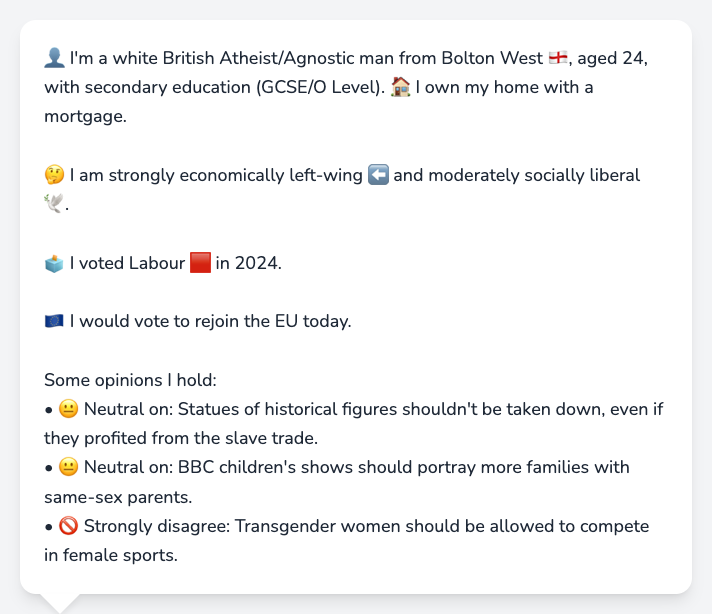 👤 I'm a white British Atheist/Agnostic man from Bolton West 🏴󠁧󠁢󠁥󠁮󠁧󠁿, aged 24,
with secondary education (GCSE/O Level). 🏠 I own my home with a
mortgage.
🤔 I am strongly economically left-wing ⬅️ and moderately socially liberal
🕊️.
🗳️ I voted Labour 🟥 in 2024.
🇪🇺 I would vote to rejoin the EU today.
Some opinions I hold:
• 😐 Neutral on: Statues of historical figures shouldn't be taken down, even if
they profited from the slave trade.
• 😐 Neutral on: BBC children's shows should portray more families with
same-sex parents.
• 🚫 Strongly disagree: Transgender women should be allowed to compete
in female sports.